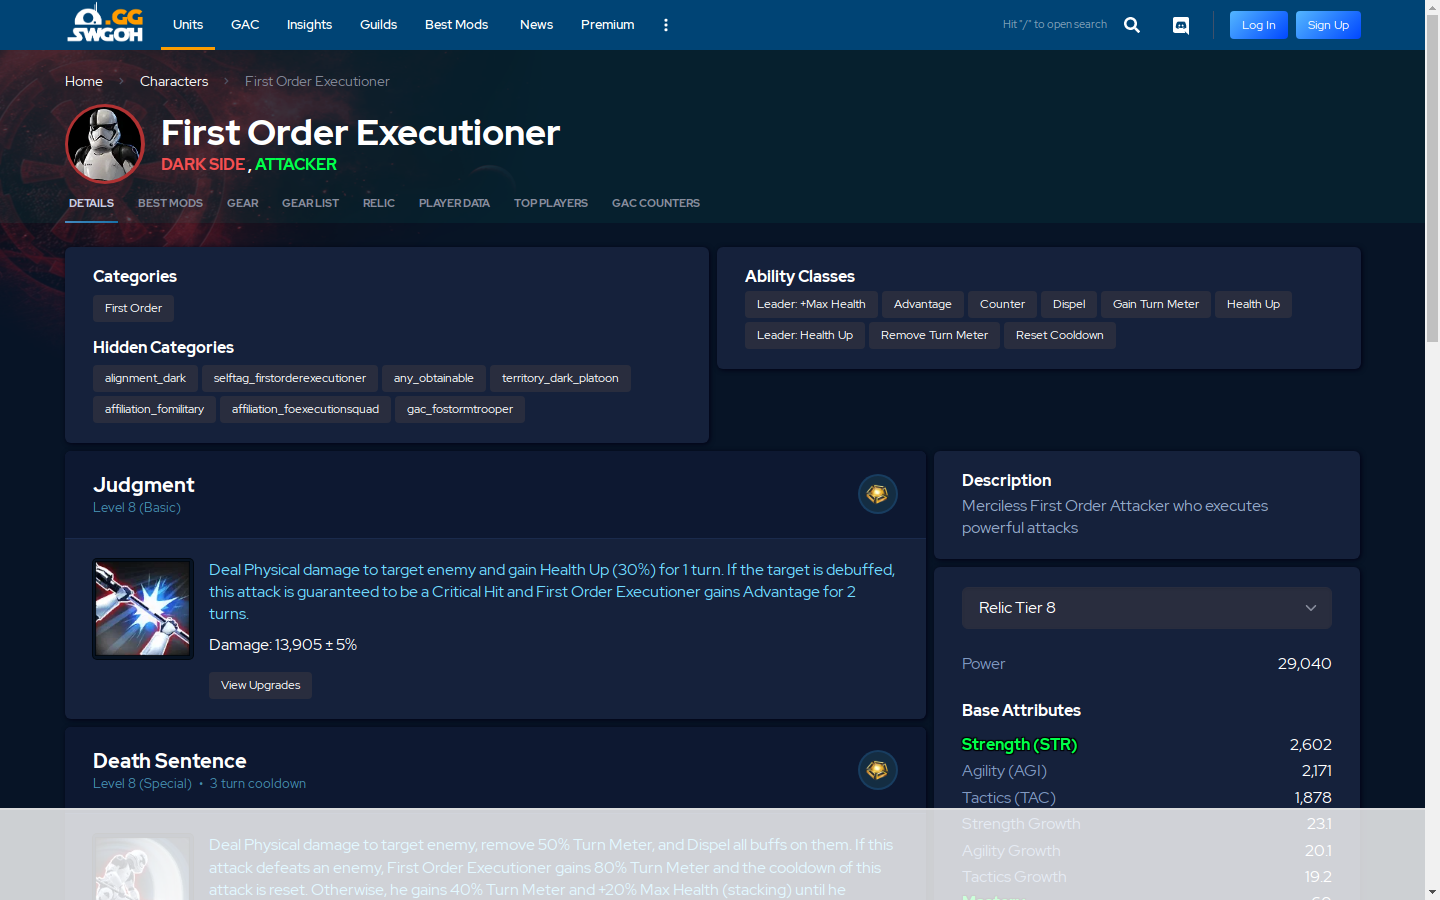 .GG
SWGOH
Units
GAC
Insights
Guilds
Best Mods
News
Premium
Hit "/" to open search
Log In
Sign Up
Home
Characters
First Order Executioner
First Order Executioner
DARK SIDE , ATTACKER
DETAILS
BEST MODS
GEAR
GEAR LIST
RELIC
PLAYER DATA
TOP PLAYERS
GAC COUNTERS
Categories
First Order
Hidden Categories
alignment_dark
selftag_firstorderexecutioner
any_obtainable
territory_dark_platoon
affiliation_fomilitary
affiliation_foexecutionsquad
gac_fostormtrooper
Ability Classes
Leader: +Max Health
Advantage
Counter
Dispel
Gain Turn Meter
Health Up
Leader: Health Up
Remove Turn Meter
Reset Cooldown
Judgment
Level 8 (Basic)
Deal Physical damage to target enemy and gain Health Up (30%) for 1 turn. If the target is debuffed,
this attack is guaranteed to be a Critical Hit and First Order Executioner gains Advantage for 2
turns.
Damage: 13,905 ± 5%
View Upgrades
Death Sentence
Level 8 (Special) • 3 turn cooldown
Deal Physical damage to target enemy, remove 50% Turn Meter, and Dispel all buffs on them. If this
attack defeats an enemy, First Order Executioner gains 80% Turn Meter and the cooldown of this
attack is reset. Otherwise, he gains 40% Turn Meter and +20% Max Health (stacking) until he
Description
Merciless First Order Attacker who executes
powerful attacks
Relic Tier 8
Power 29,040
Base Attributes
Strength (STR) 2,602
Agility (AGI) 2,171
Tactics (TAC) 1,878
Strength Growth 23.1
Agility Growth 20.1
Tactics Growth 19.2